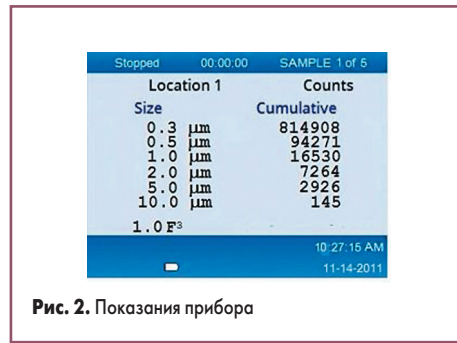 Stopped 00:00:00 SAMPLE 1 of 5
Location 1 Counts
Size Cumulative
0.3 µm 814908
0.5 µm 94271
1.0 µm 16530
2.0 µm 7264
5.0 µm 2926
10.0 µm 145
1.0 F³
10:27:15 AM
11-14-2011
Рис. 2. Показания прибора